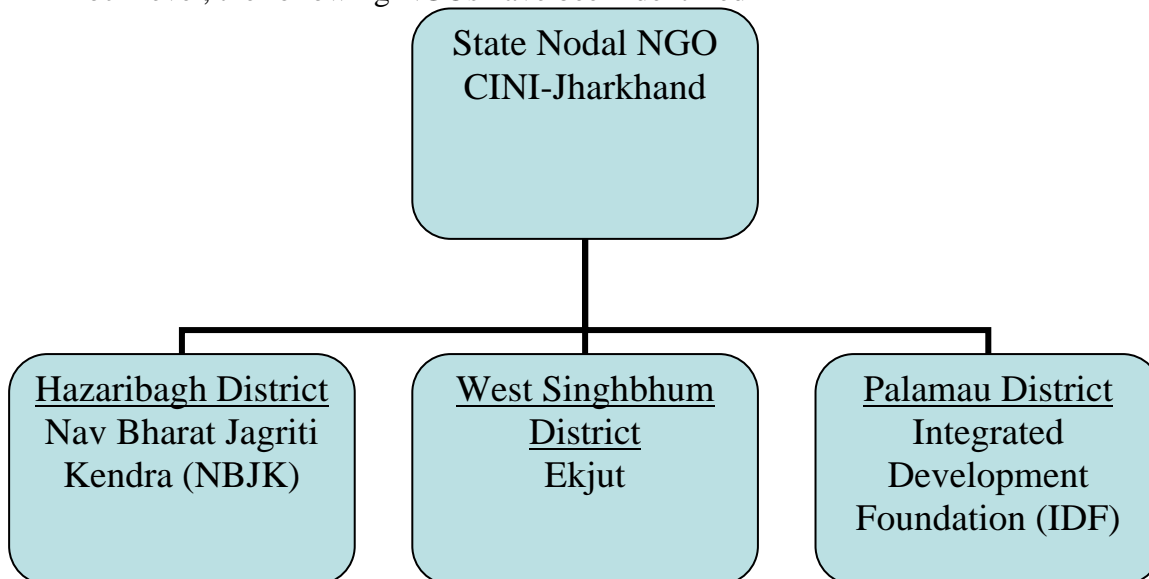 State Nodal NGO
CINI-Jharkhand
Hazaribagh District
Nav Bharat Jagriti
Kendra (NBJK)
West Singhbhum
District
Ekjut
Palamau District
Integrated
Development
Foundation (IDF)